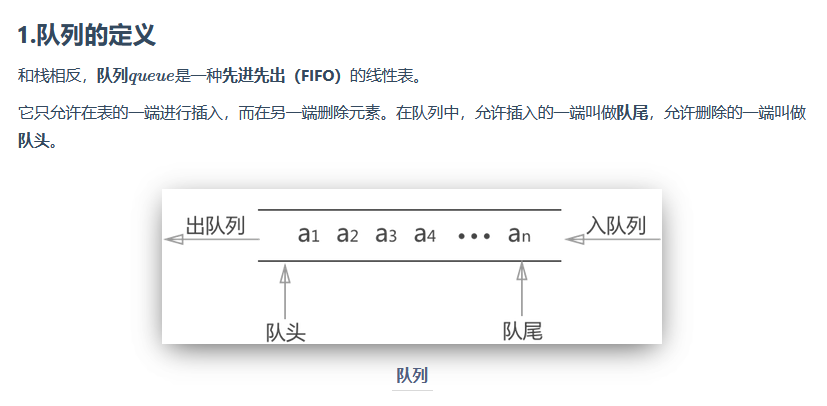 1.队列的定义
和栈相反，队列queue是一种先进先出（FIFO）的线性表。
它只允许在表的一端进行插入，而在另一端删除元素。在队列中，允许插入的一端叫做队尾，允许删除的一端叫做
队头。
出队列 a1 a2 a3 a4 ••• an 入队列
队头 队尾
队列